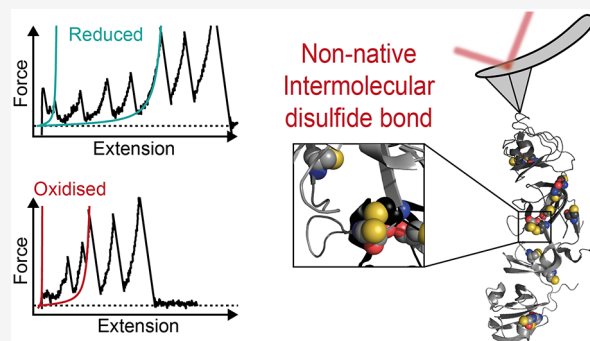 Reduced
Force
Extension
Oxidised
Force
Extension
Non-native
Intermolecular
disulfide bond